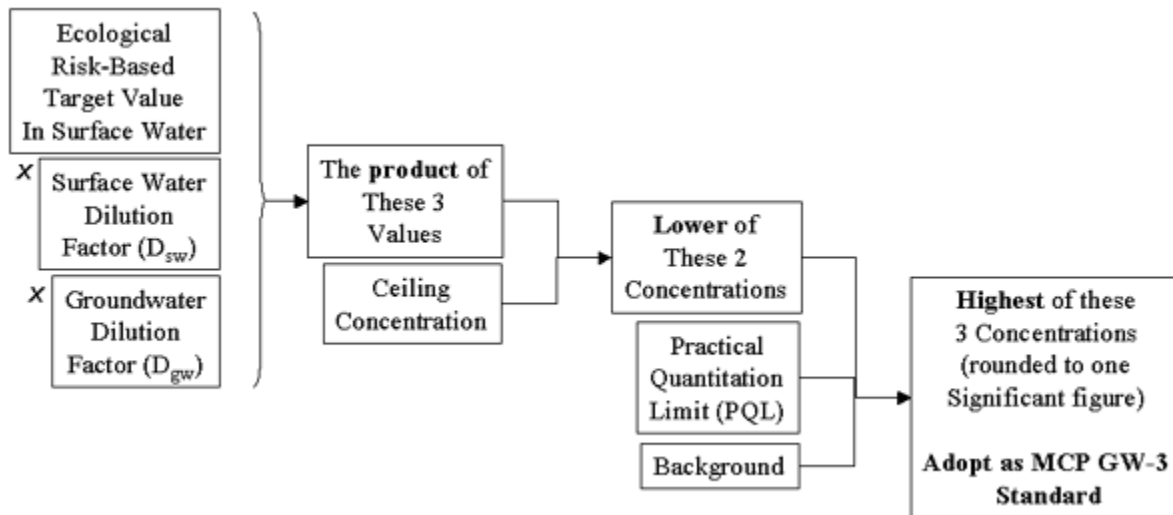 Ecological
Risk-Based
Target Value
In Surface Water
x
Surface Water
Dilution
Factor (Dsw)
x
Groundwater
Dilution
Factor (Dgw)
The product of
These 3
Values
Ceiling
Concentration
Lower of
These 2
Concentrations
Practical
Quantitation
Limit (PQL)
Background
Highest of these
3 Concentrations
(rounded to one
Significant figure)
Adopt as MCP GW-3
Standard